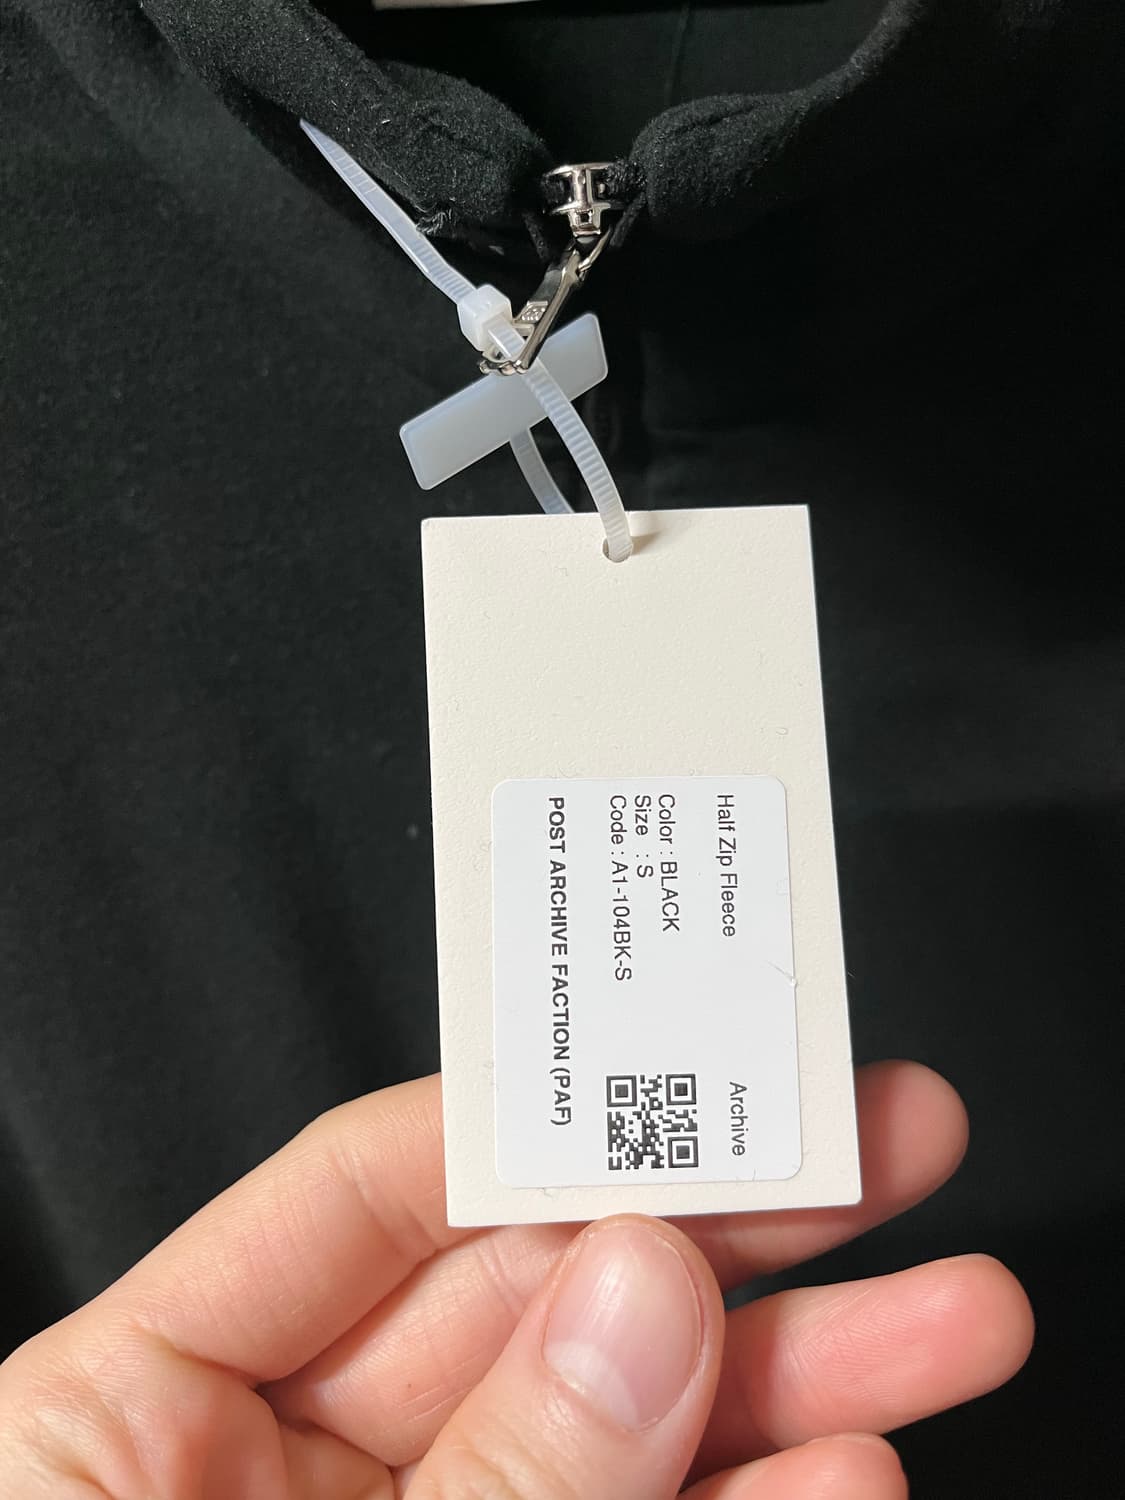 Half Zip Fleece
Archive
Color : BLACK
Size : S
Code : A1-104BK-S
POST ARCHIVE FACTION (PAF)